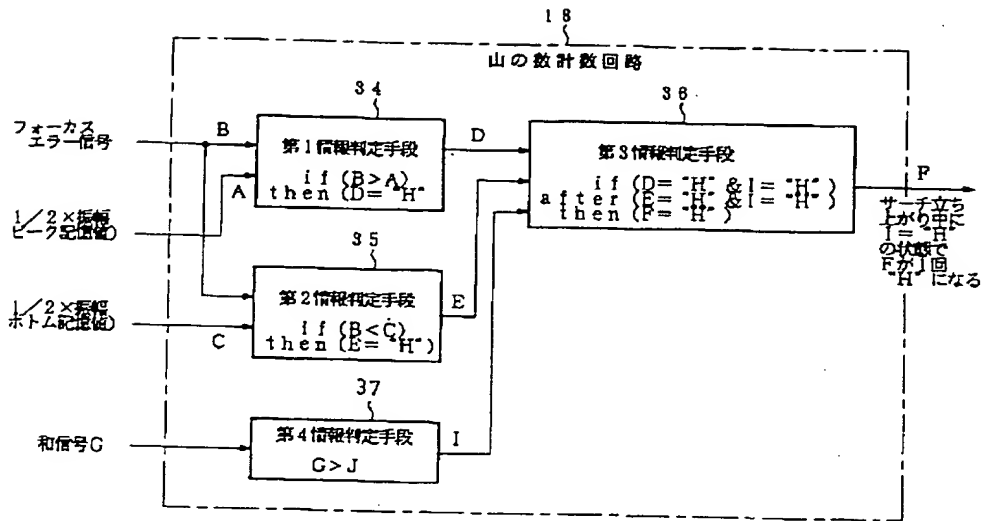 18
山の数計数回路
34
36
フォーカス
エラー信号
B
第1情報判定手段
if (B>A)
then (D="H"
A
D
第3情報判定手段
if (D="H" & I="H" )
after (E="H" & I="H" )
then (F="H" )
F
1/2×振幅
ピーク記憶値)
サーチ立ち
上がり中に
I="H"
の状態で
Fが1回
"H"になる
35
1/2×振幅
ボトム記憶値)
C
第2情報判定手段
if (B<C)
then (E="H")
E
37
和信号G
第4情報判定手段
G>J
I